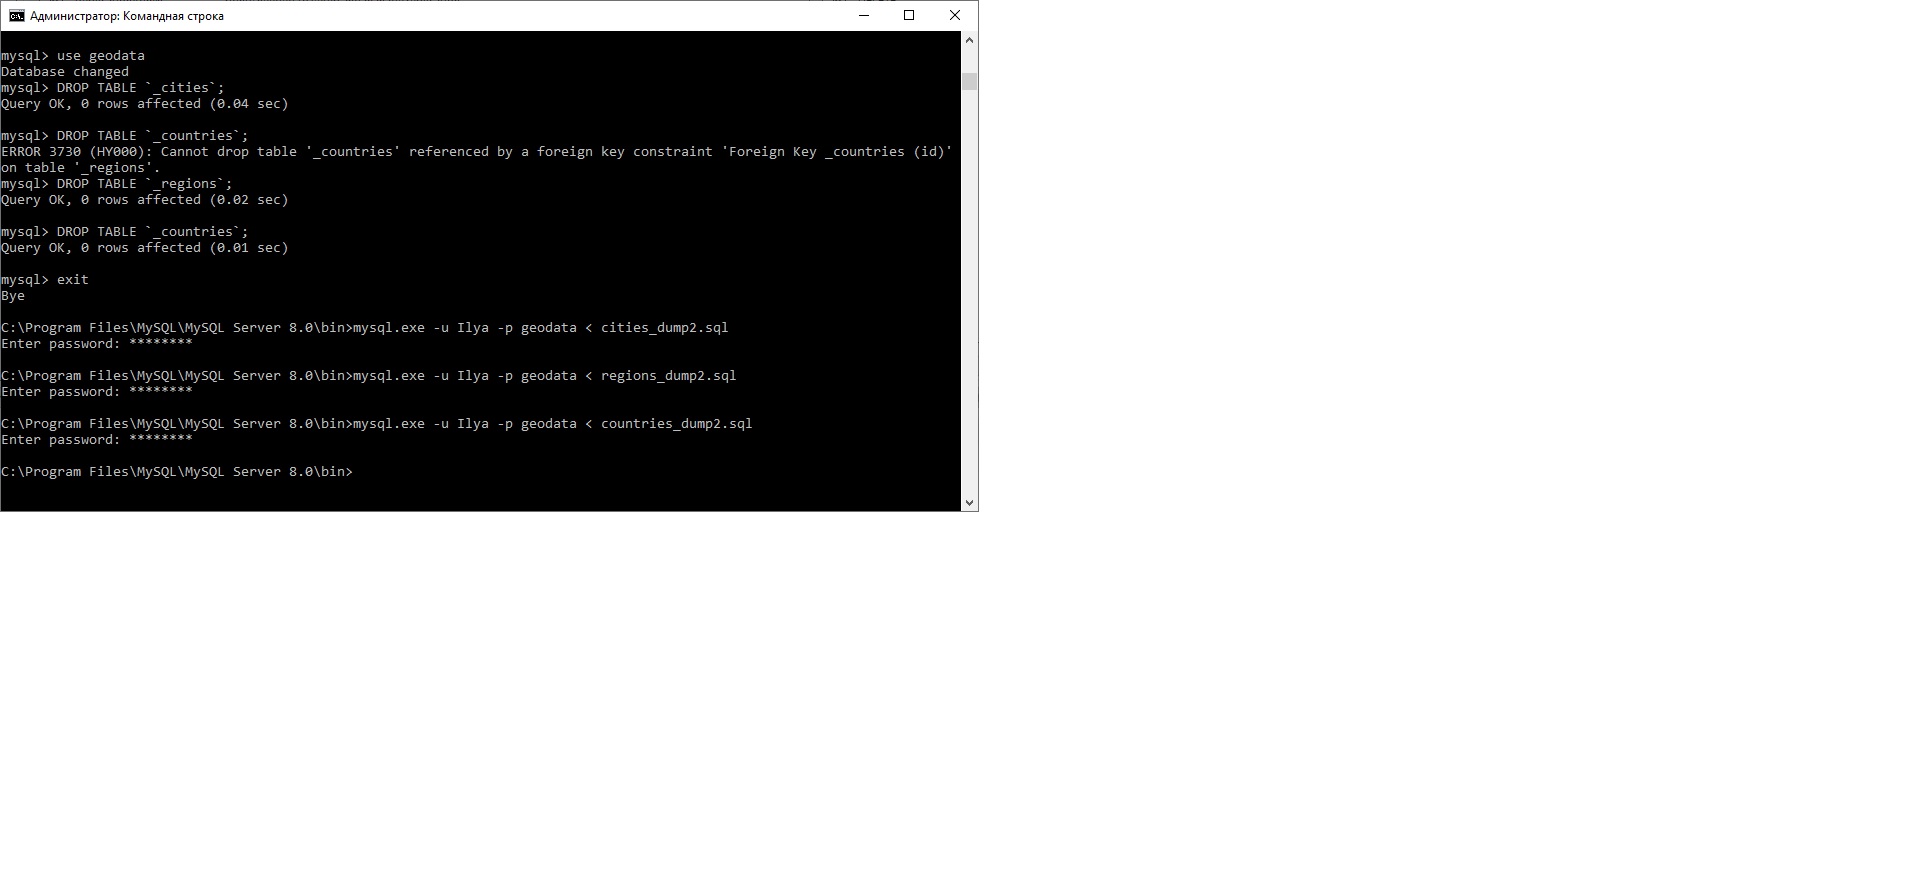 Администратор: Командная строка
mysql> use geodata
Database changed
mysql> DROP TABLE `_cities`;
Query OK, 0 rows affected (0.04 sec)
mysql> DROP TABLE `_countries`;
ERROR 3730 (HY000): Cannot drop table '_countries' referenced by a foreign key constraint 'Foreign Key _countries (id)'
on table '_regions'.
mysql> DROP TABLE `_regions`;
Query OK, 0 rows affected (0.02 sec)
mysql> DROP TABLE `_countries`;
Query OK, 0 rows affected (0.01 sec)
mysql> exit
Bye
C:\Program Files\MySQL\MySQL Server 8.0\bin>mysql.exe -u Ilya -p geodata < cities_dump2.sql
Enter password: ********
C:\Program Files\MySQL\MySQL Server 8.0\bin>mysql.exe -u Ilya -p geodata < regions_dump2.sql
Enter password: ********
C:\Program Files\MySQL\MySQL Server 8.0\bin>mysql.exe -u Ilya -p geodata < countries_dump2.sql
Enter password: ********
C:\Program Files\MySQL\MySQL Server 8.0\bin>